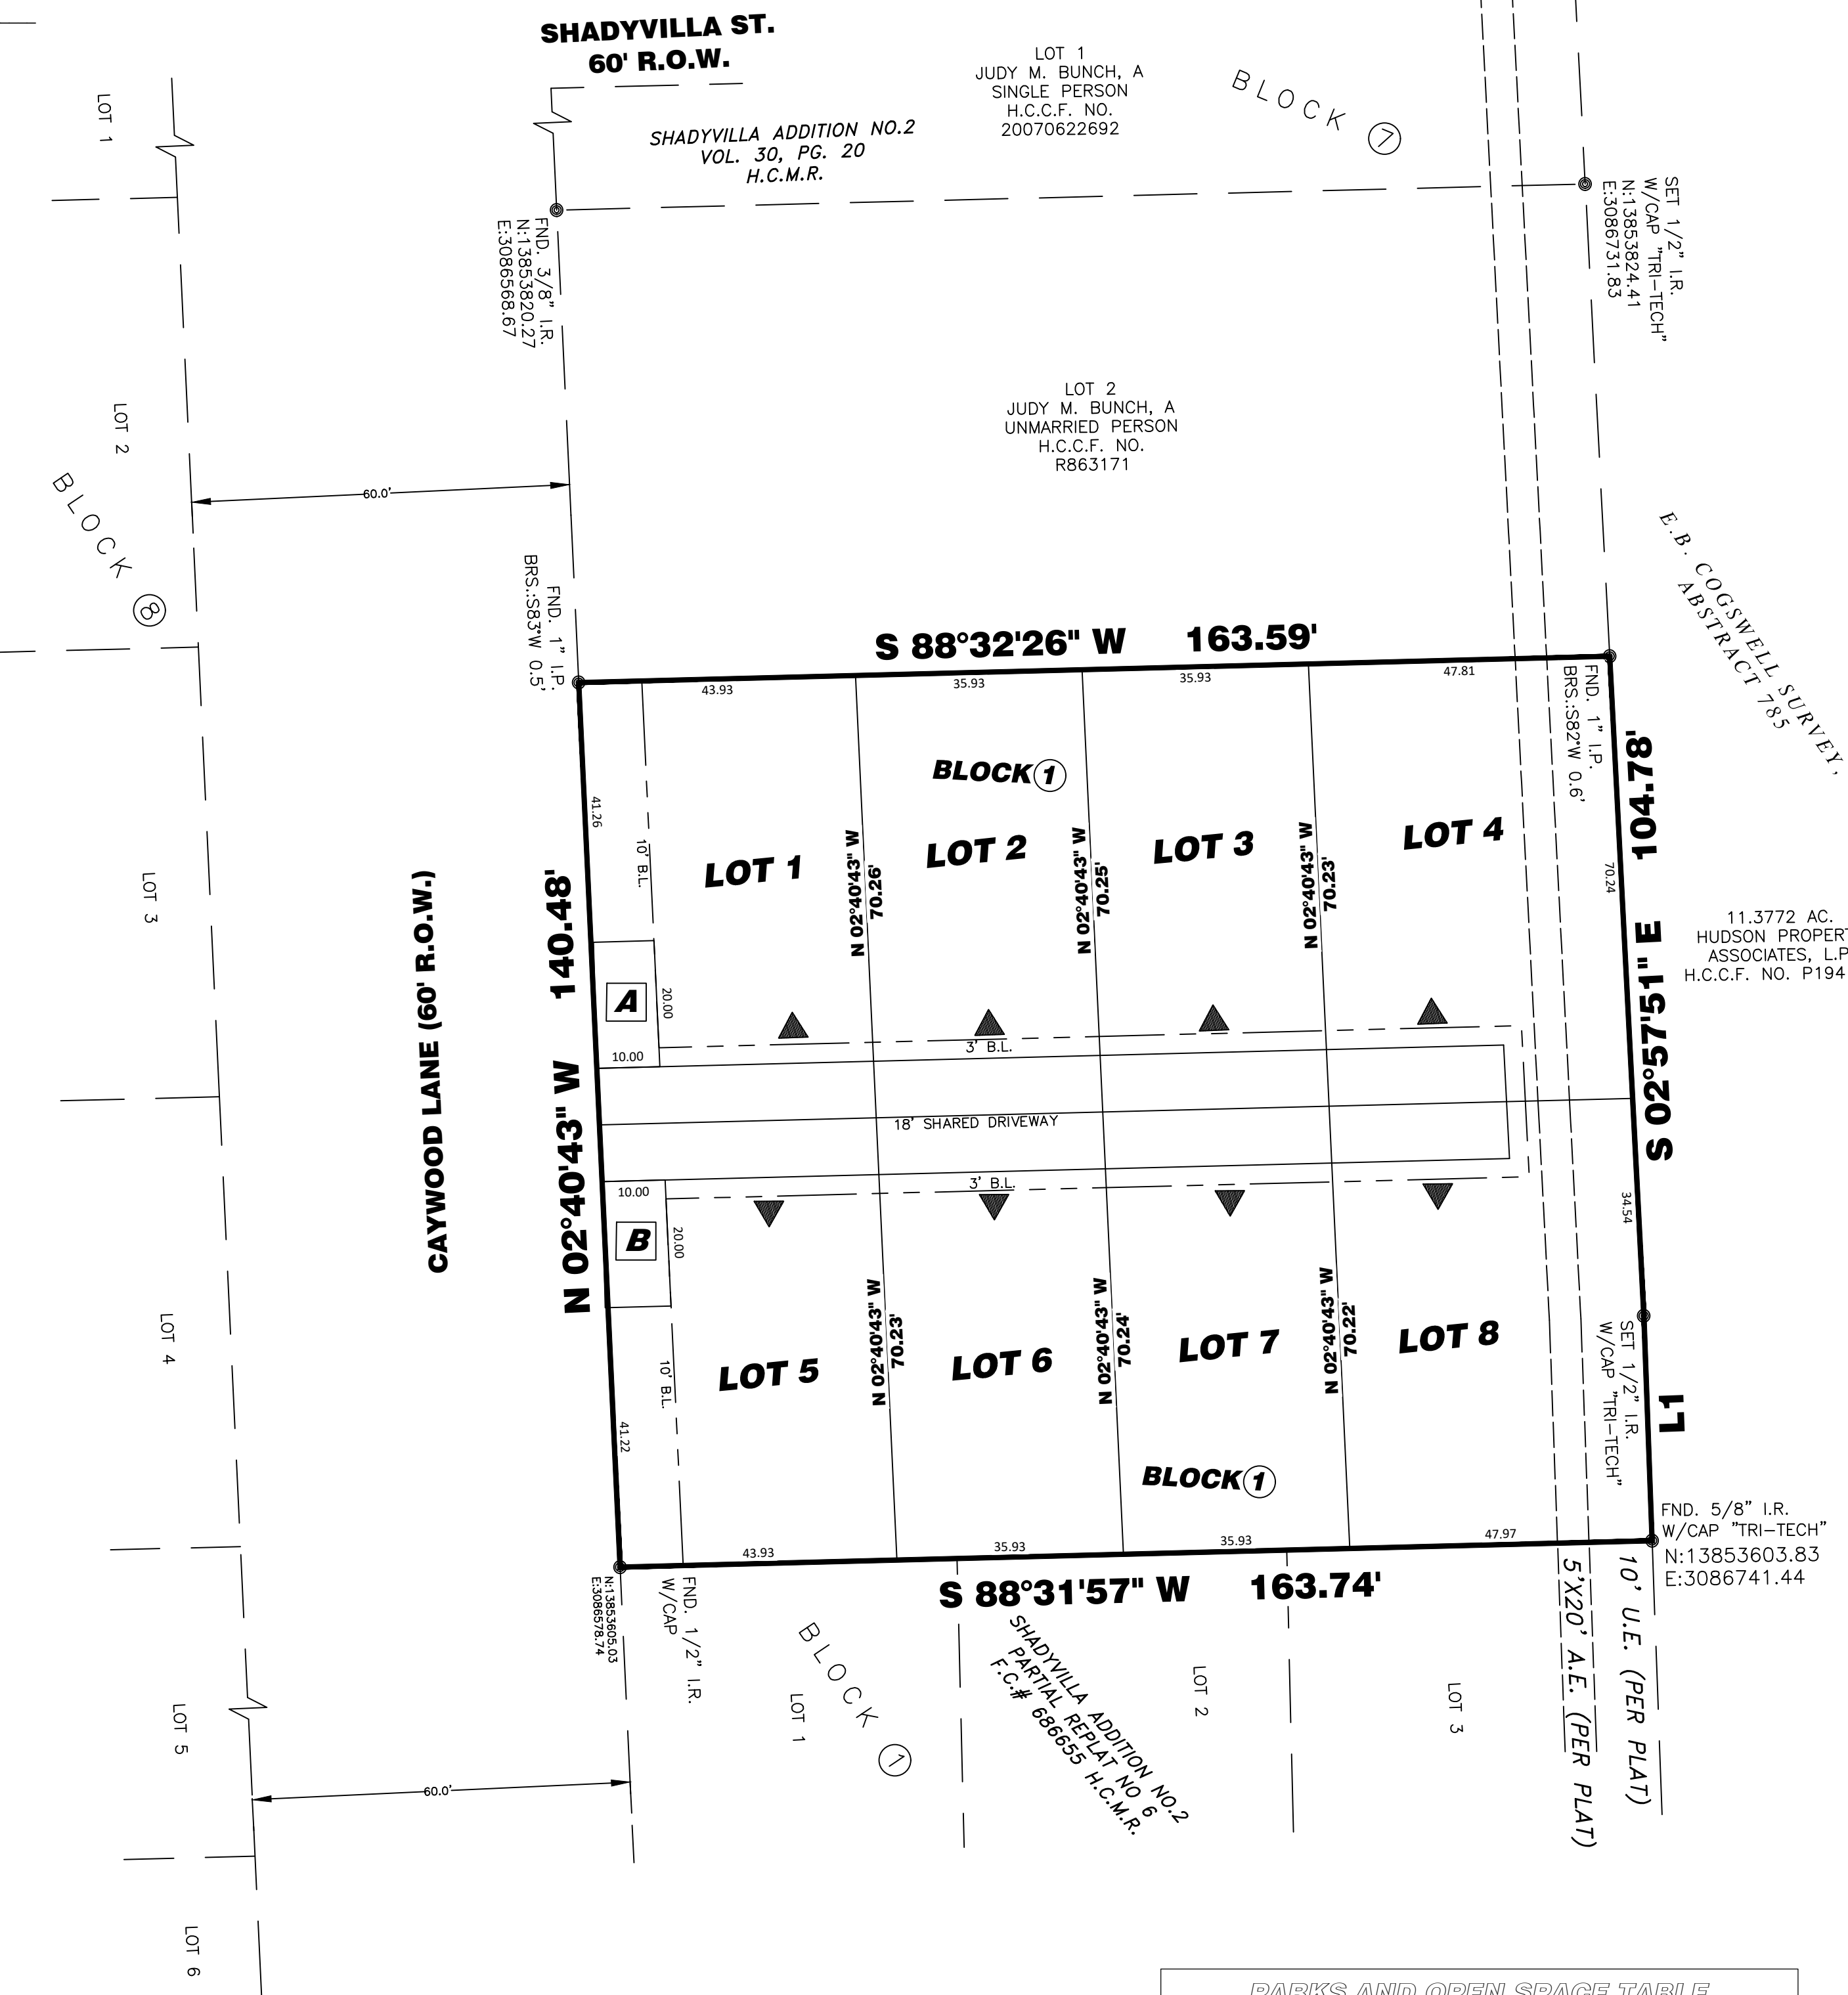 SHADYVILLA ST.
60' R.O.W.
LOT 1
JUDY M. BUNCH, A
SINGLE PERSON
H.C.C.F. NO.
20070622692
BLOCK 7
SHADYVILLA ADDITION NO.2
VOL. 30, PG. 20
H.C.M.R.
LOT 1
SET 1/2" I.R.
W/CAP "TRI-TECH"
N:13853824.41
E:3086731.83
FND. 3/8" I.R.
N:13853820.27
E:3086568.67
LOT 2
LOT 2
JUDY M. BUNCH, A
UNMARRIED PERSON
H.C.C.F. NO.
R863171
60.0'
BLOCK 8
E.B. COGSWELL SURVEY,
ABSTRACT 785
FND. 1" I.P.
BRS.:S83°W 0.5'
S 88°32'26" W 163.59'
43.93
35.93
35.93
47.81
FND. 1" I.P.
BRS.:S82°W 0.6'
BLOCK 1
41.26
10' B.L.
LOT 1
LOT 2
LOT 3
LOT 4
N 02°40'43" W
70.26'
N 02°40'43" W
70.25'
N 02°40'43" W
70.23'
70.24
S 02°57'51" E 104.78'
LOT 3
CAYWOOD LANE (60' R.O.W.)
N 02°40'43" W 140.48'
11.3772 AC.
HUDSON PROPERT
ASSOCIATES, L.P
H.C.C.F. NO. P194
A
20.00
10.00
3' B.L.
18' SHARED DRIVEWAY
3' B.L.
10.00
B
20.00
34.54
LOT 4
10' B.L.
41.22
LOT 5
LOT 6
LOT 7
LOT 8
N 02°40'43" W
70.23'
N 02°40'43" W
70.24'
N 02°40'43" W
70.22'
SET 1/2" I.R.
W/CAP "TRI-TECH"
L1
BLOCK 1
FND. 5/8" I.R.
W/CAP "TRI-TECH"
N:13853603.83
E:3086741.44
43.93
35.93
35.93
47.97
S 88°31'57" W 163.74'
N:13853605.03
E:3086578.74
FND. 1/2" I.R.
W/CAP
BLOCK 1
SHADYVILLA ADDITION NO.2
PARTIAL REPLAT NO 6
F.C.# 686655 H.C.M.R.
5'X20' A.E. (PER PLAT)
10' U.E. (PER PLAT)
LOT 5
LOT 1
LOT 2
LOT 3
60.0'
LOT 6
PARKS AND OPEN SPACE TABLE